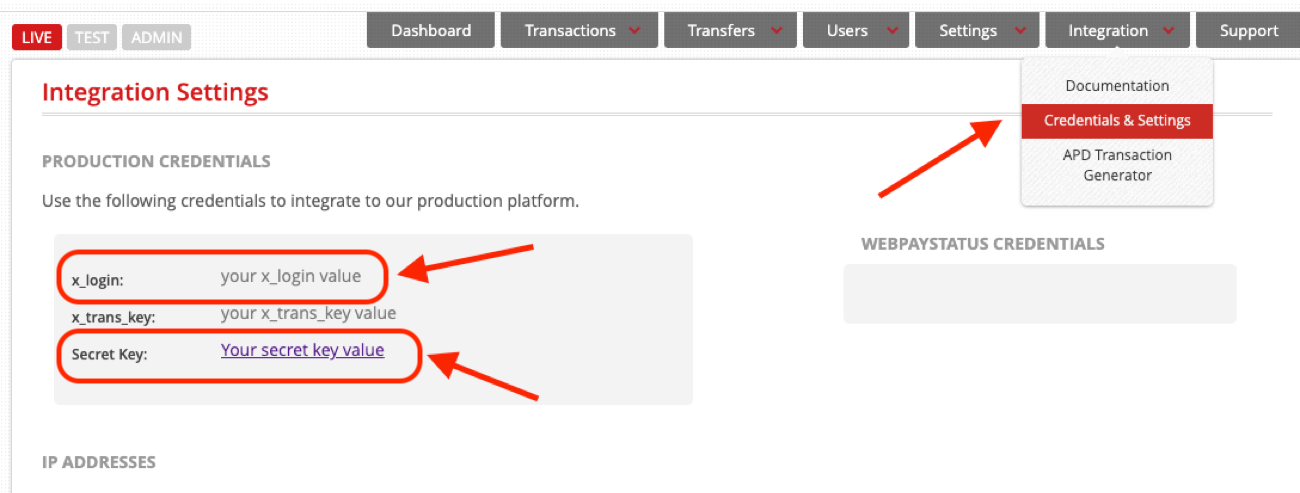 LIVE TEST ADMIN Dashboard Transactions Transfers Users Settings Integration Support
Documentation
Credentials & Settings
APD Transaction
Generator
Integration Settings
PRODUCTION CREDENTIALS
Use the following credentials to integrate to our production platform.
x_login: your x_login value
x_trans_key: your x_trans_key value
Secret Key: Your secret key value
WEBPAYSTATUS CREDENTIALS
IP ADDRESSES